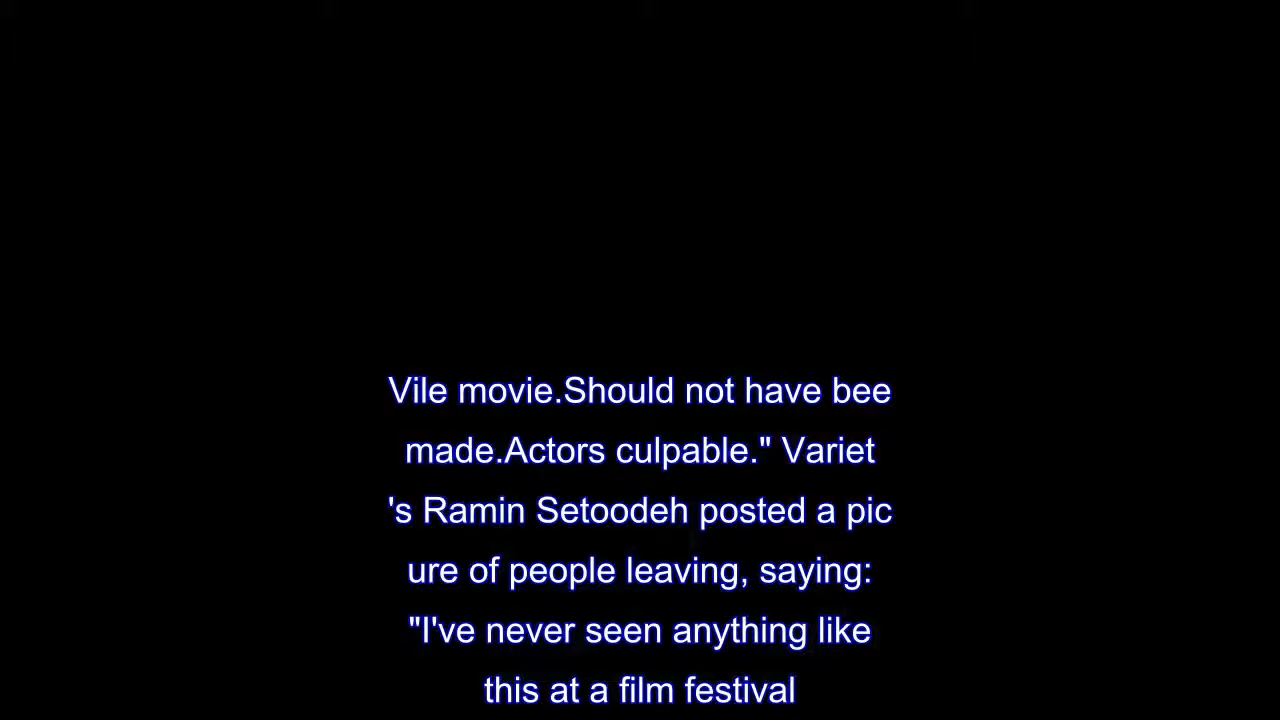 Vile movie.Should not have bee
made.Actors culpable." Variet
's Ramin Setoodeh posted a pic
ure of people leaving, saying:
"I've never seen anything like
this at a film festival